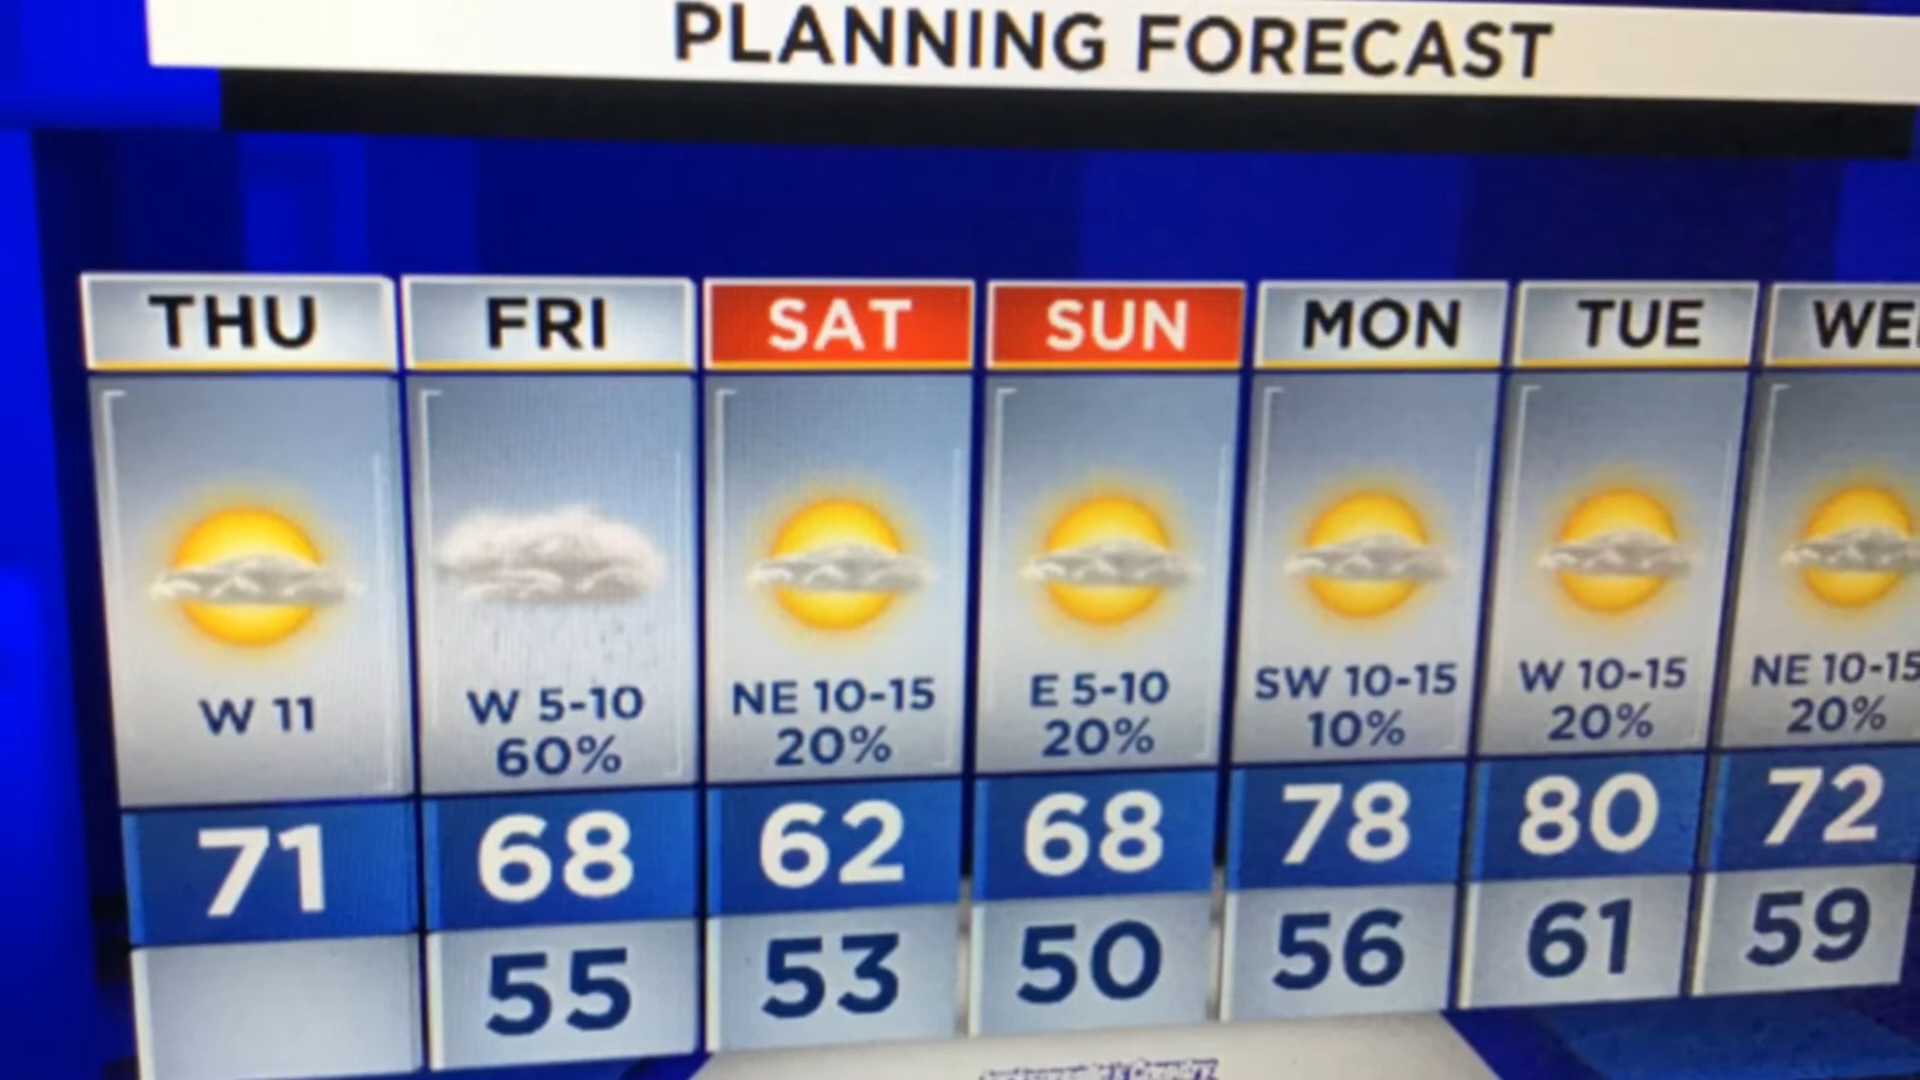 PLANNING FORECAST
THU FRI SAT SUN MON TUE WE
W 11 W 5-10 NE 10-15 E 5-10 SW 10-15 W 10-15 NE 10-15
60% 20% 20% 10% 20% 20%
71 68 62 68 78 80 72
55 53 50 56 61 59